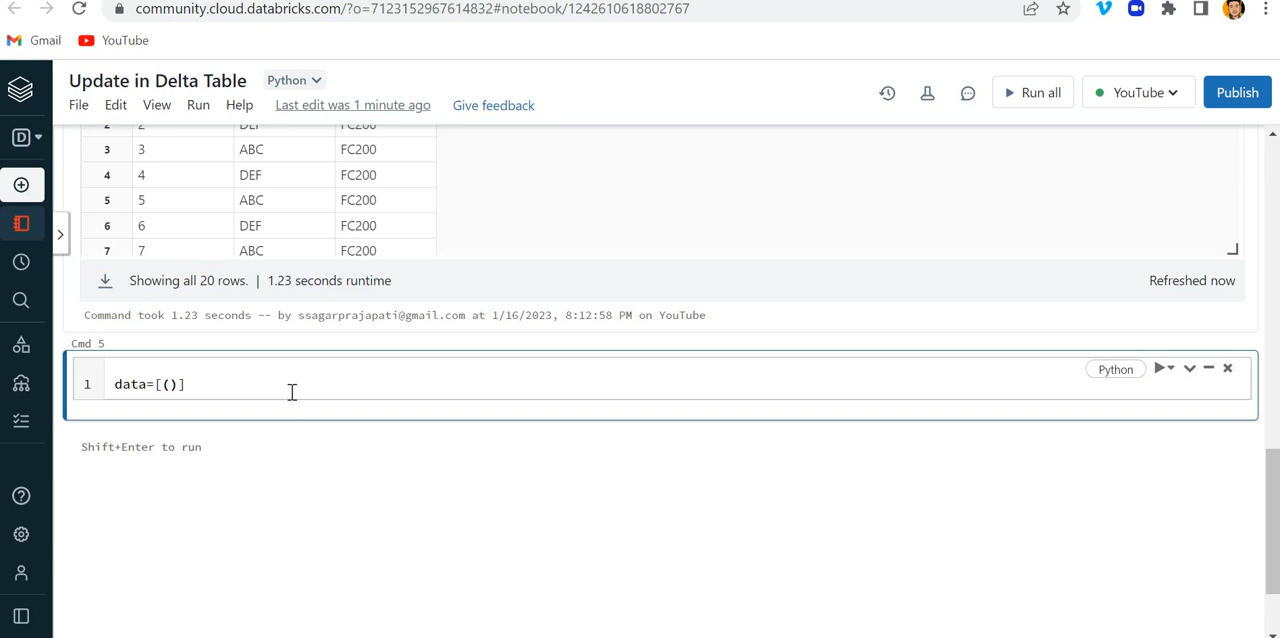 community.cloud.databricks.com/?o=7123152967614832#notebook/1242610618802767
Gmail YouTube
Update in Delta Table Python
File Edit View Run Help Last edit was 1 minute ago Give feedback
Run all YouTube Publish
D
2 2 DEF FC200
3 3 ABC FC200
4 4 DEF FC200
5 5 ABC FC200
6 6 DEF FC200
7 7 ABC FC200
Showing all 20 rows. | 1.23 seconds runtime Refreshed now
Command took 1.23 seconds -- by ssagarprajapati@gmail.com at 1/16/2023, 8:12:58 PM on YouTube
Cmd 5
Python
1 data=[()]
Shift+Enter to run